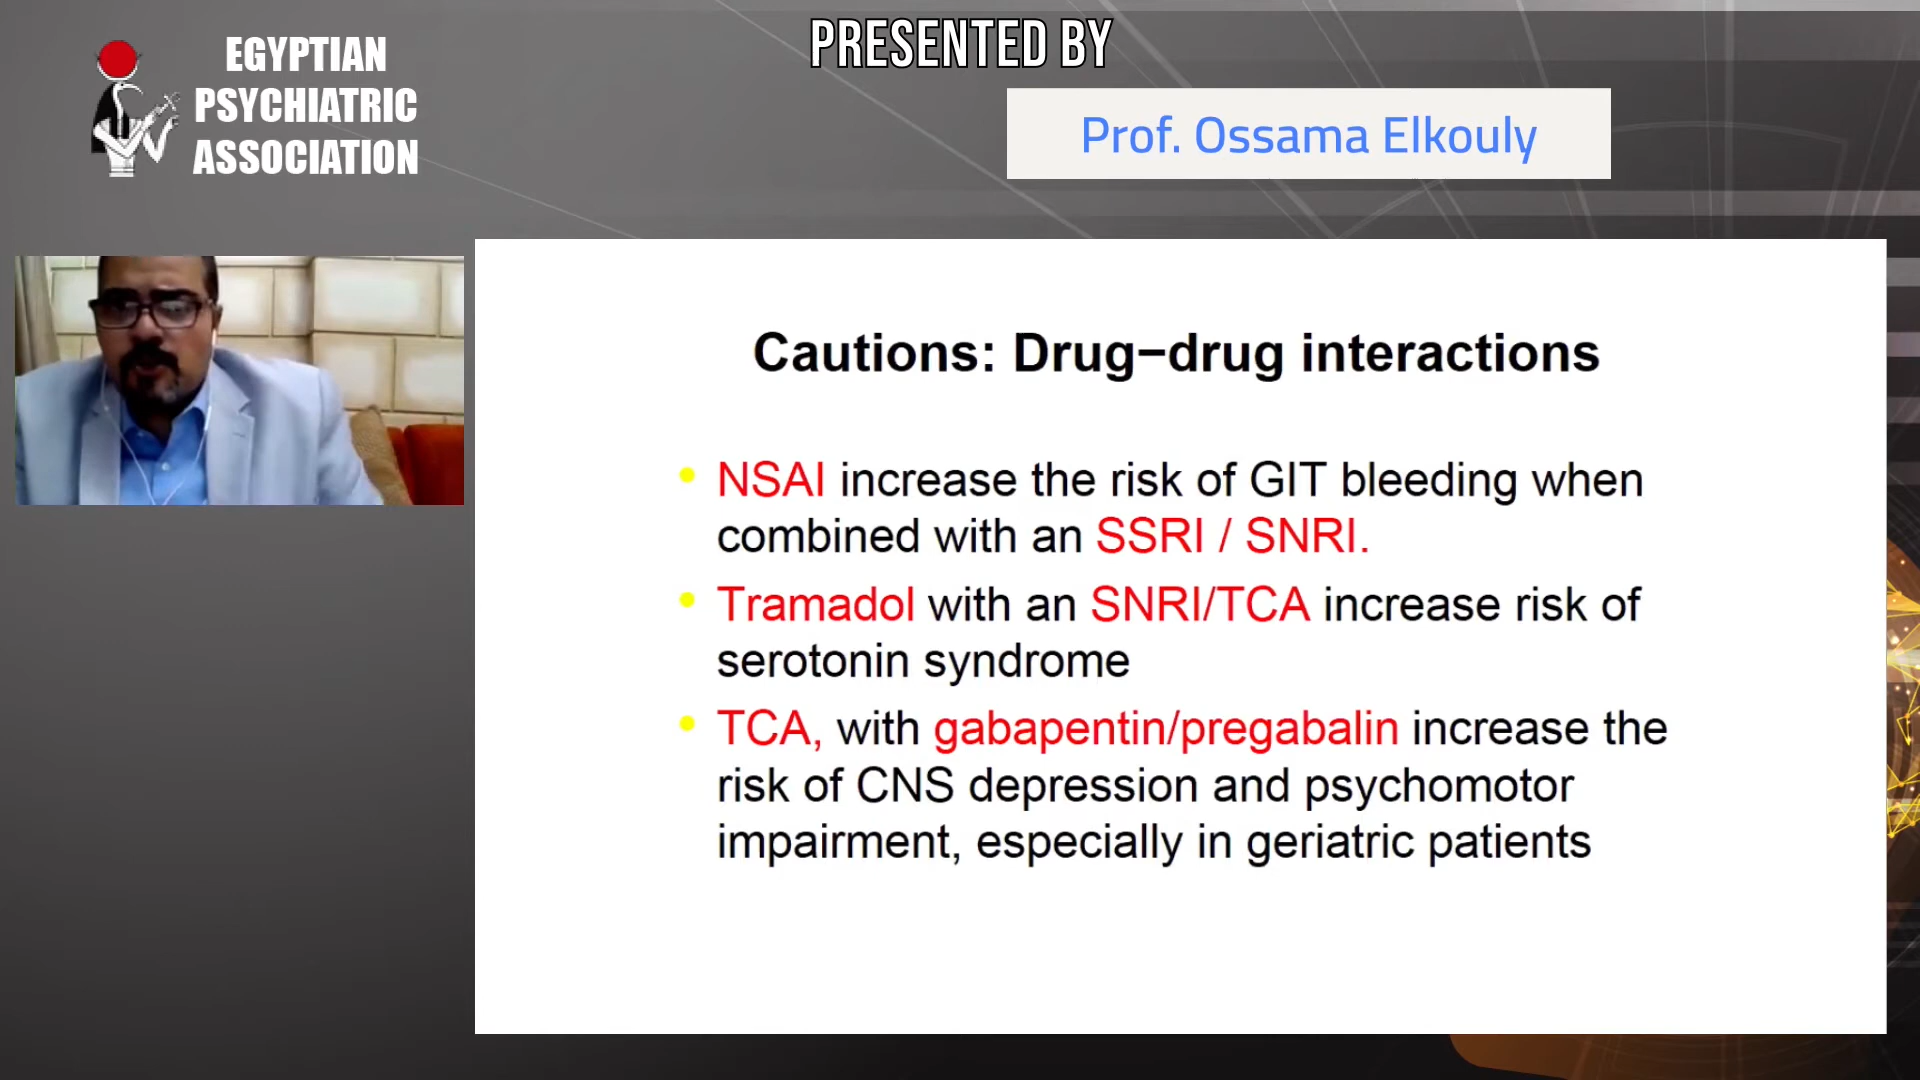 EGYPTIAN
PSYCHIATRIC
ASSOCIATION
PRESENTED BY
Prof. Ossama Elkouly
Cautions: Drug–drug interactions
• NSAI increase the risk of GIT bleeding when
combined with an SSRI / SNRI.
• Tramadol with an SNRI/TCA increase risk of
serotonin syndrome
• TCA, with gabapentin/pregabalin increase the
risk of CNS depression and psychomotor
impairment, especially in geriatric patients